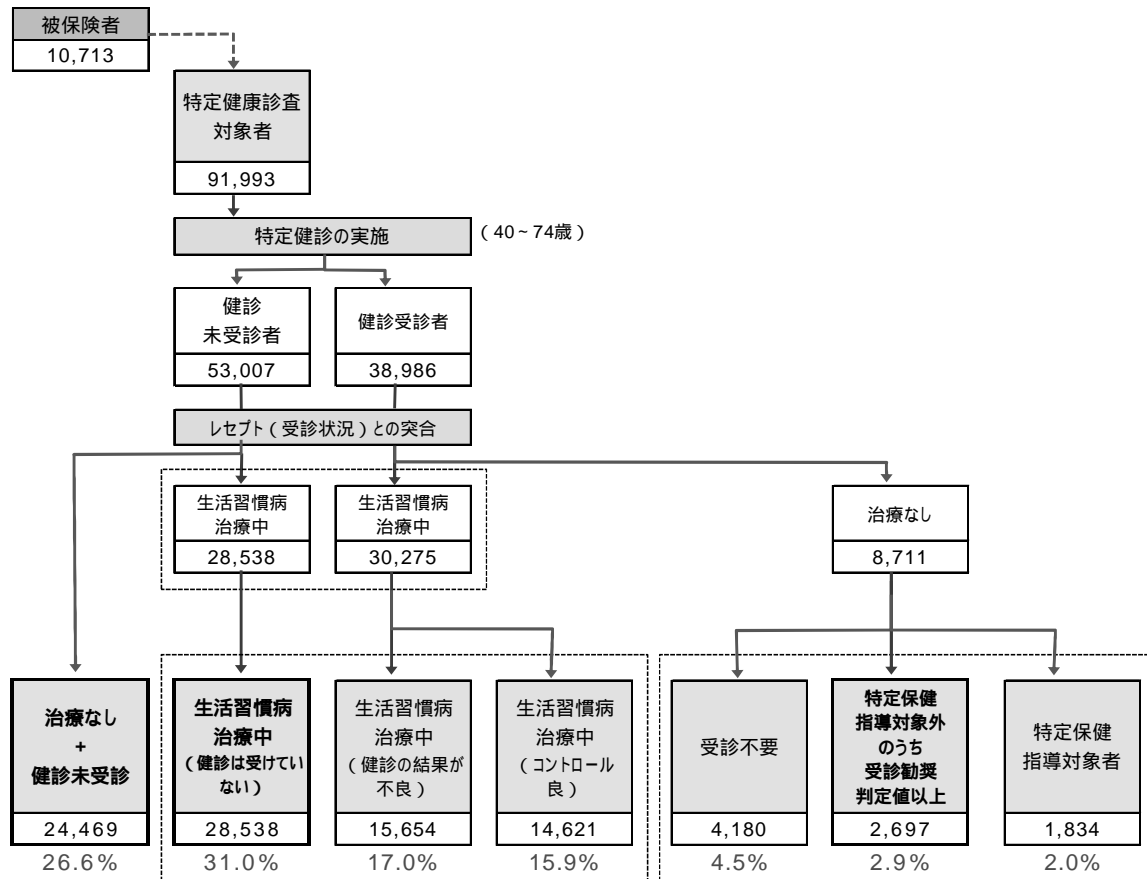 被保険者
10,713
特定健康診査
対象者
91,993
特定健診の実施
(40~74歳)
健診
未受診者
53,007
健診受診者
38,986
レセプト(受診状況)との突合
生活習慣病
治療中
28,538
生活習慣病
治療中
30,275
治療なし
8,711
治療なし
+
健診未受診
24,469
26.6%
生活習慣病
治療中
(健診は受けてい
ない)
28,538
31.0%
生活習慣病
治療中
(健診の結果が
不良)
15,654
17.0%
生活習慣病
治療中
(コントロール
良)
14,621
15.9%
受診不要
4,180
4.5%
特定保健
指導対象外
のうち
受診勧奨
判定値以上
2,697
2.9%
特定保健
指導対象者
1,834
2.0%